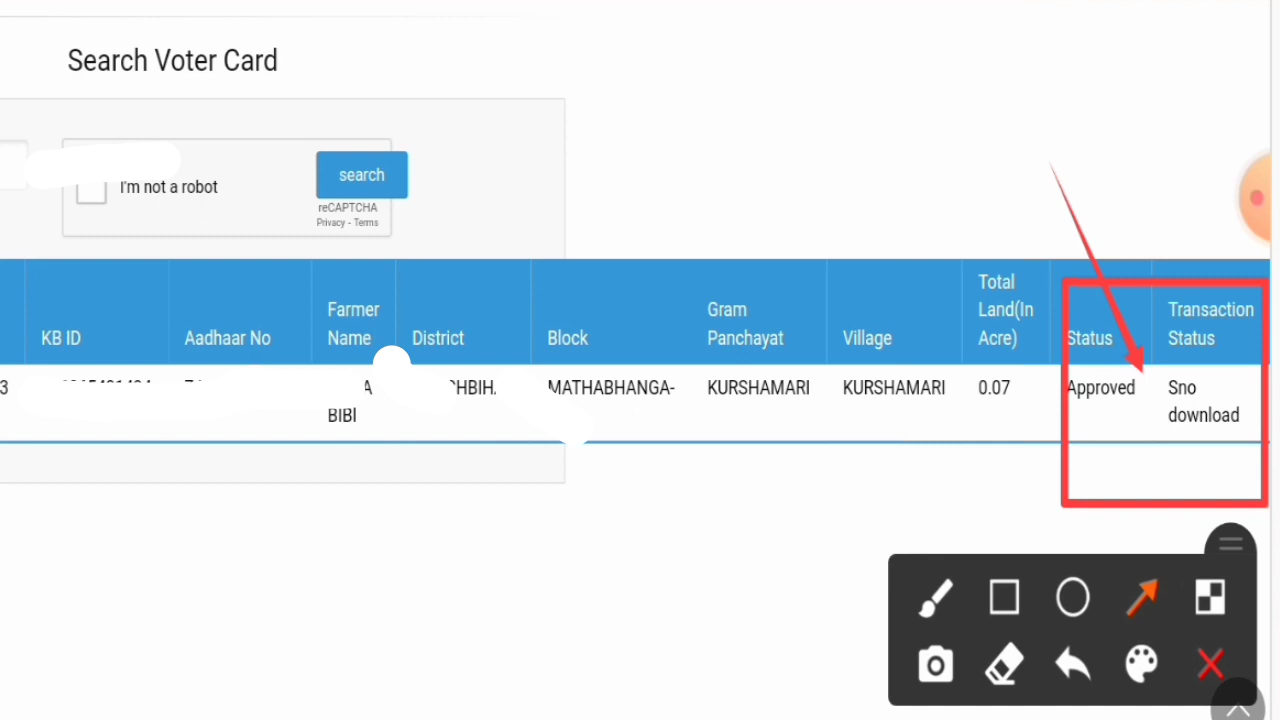 Search Voter Card
I'm not a robot
search
reCAPTCHA
Privacy - Terms
KB ID
Aadhaar No
Farmer
Name
District
Block
Gram
Panchayat
Village
Total
Land(In
Acre)
Status
Transaction
Status
3
A
BIBI
MATHABHANGA-
KURSHAMARI
KURSHAMARI
0.07
Approved
Sno
download